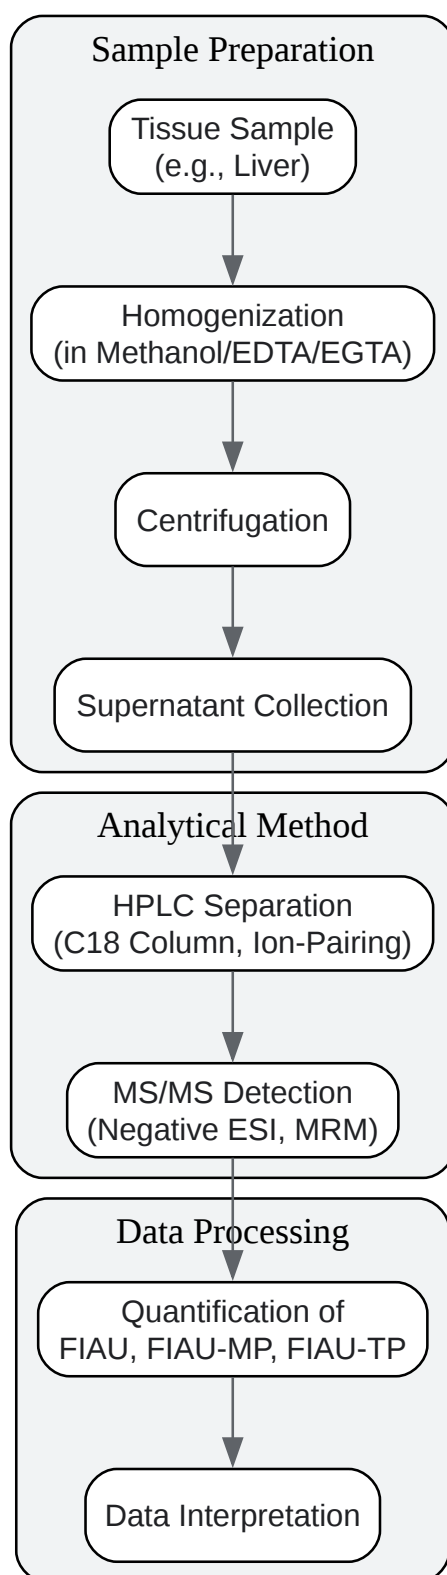 Sample Preparation
Tissue Sample
(e.g., Liver)
Homogenization
(in Methanol/EDTA/EGTA)
Centrifugation
Supernatant Collection
Analytical Method
HPLC Separation
(C18 Column, Ion-Pairing)
MS/MS Detection
(Negative ESI, MRM)
Data Processing
Quantification of
FIAU, FIAU-MP, FIAU-TP
Data Interpretation